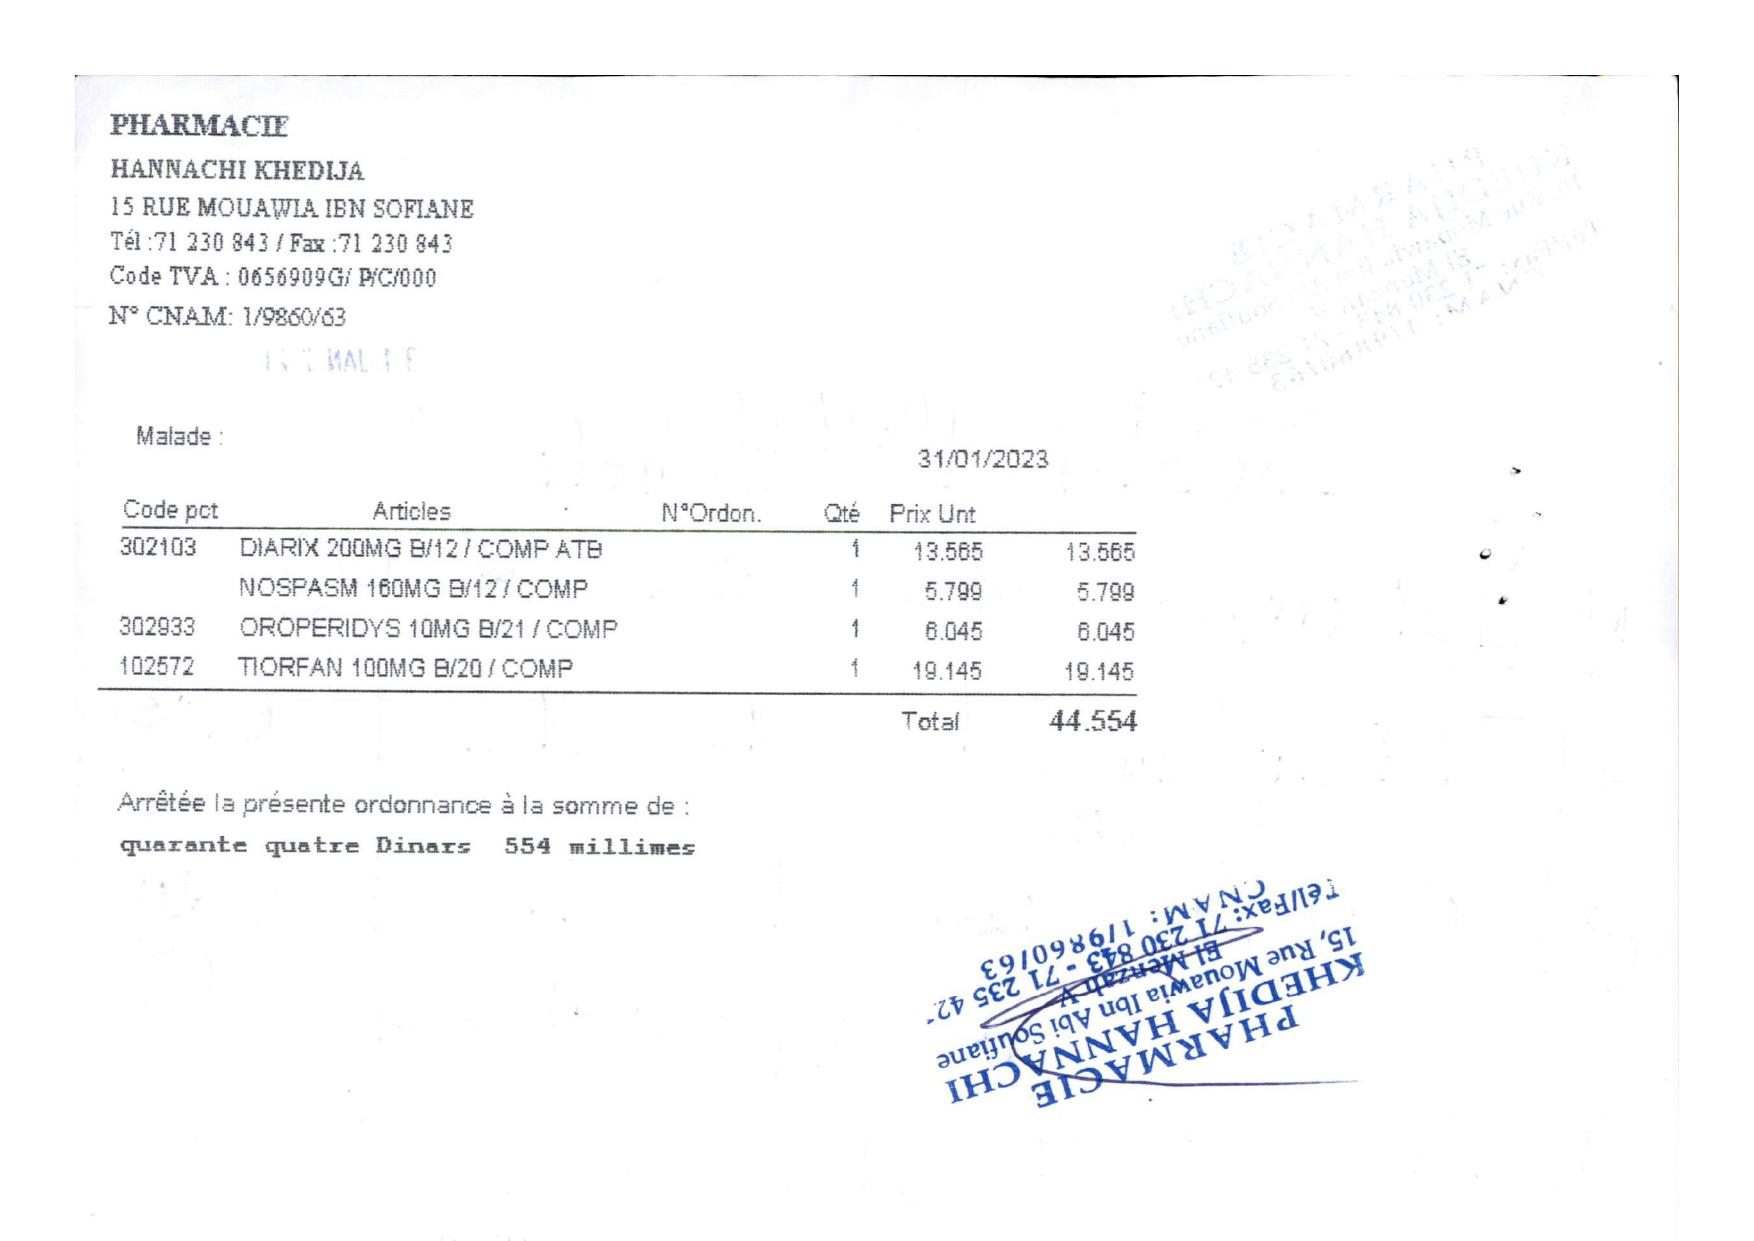 PHARMACIE
HANNACHI KHEDIJA
15 RUE MOUAWIA IBN SOFIANE
Tél :71 230 843 / Fax :71 230 843
Code TVA : 0656909G/ P/C/000
N° CNAM: 1/9860/63
Malade :
31/01/2023
Code pct Articles N°Ordon. Qté Prix Unt
302103 DIARIX 200MG B/12 / COMP ATB 1 13.565 13.565
NOSPASM 160MG B/12 / COMP 1 5.799 5.799
302933 OROPERIDYS 10MG B/21 / COMP 1 6.045 6.045
102572 TIORFAN 100MG B/20 / COMP 1 19.145 19.145
Total 44.554
Arrêtée la présente ordonnance à la somme de :
quarante quatre Dinars 554 millimes
PHARMACIE
KHEDIJA HANNACHI
15, Rue Mouawia Ibn Abi Soufiane
El Menzah V
Tél/Fax: 71 230 843 - 71 235 42
CNAM: 1/9860/63